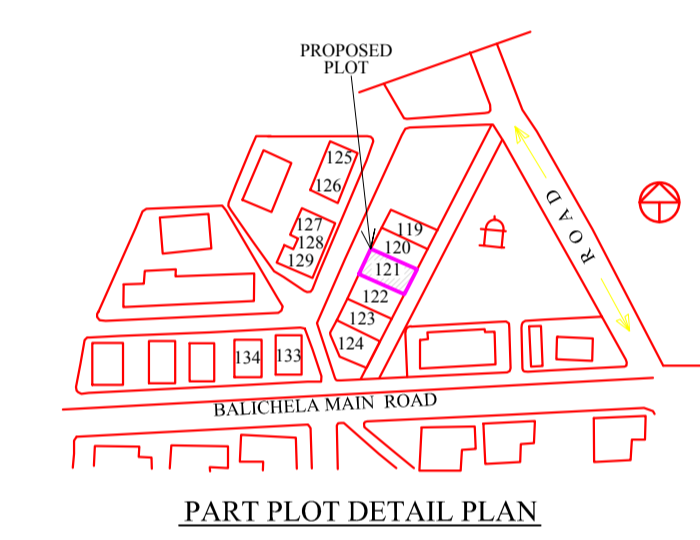 PROPOSED
PLOT
125
126
127
128
129
119
120
121
122
123
124
134
133
ROAD
BALICHELA MAIN ROAD
PART PLOT DETAIL PLAN